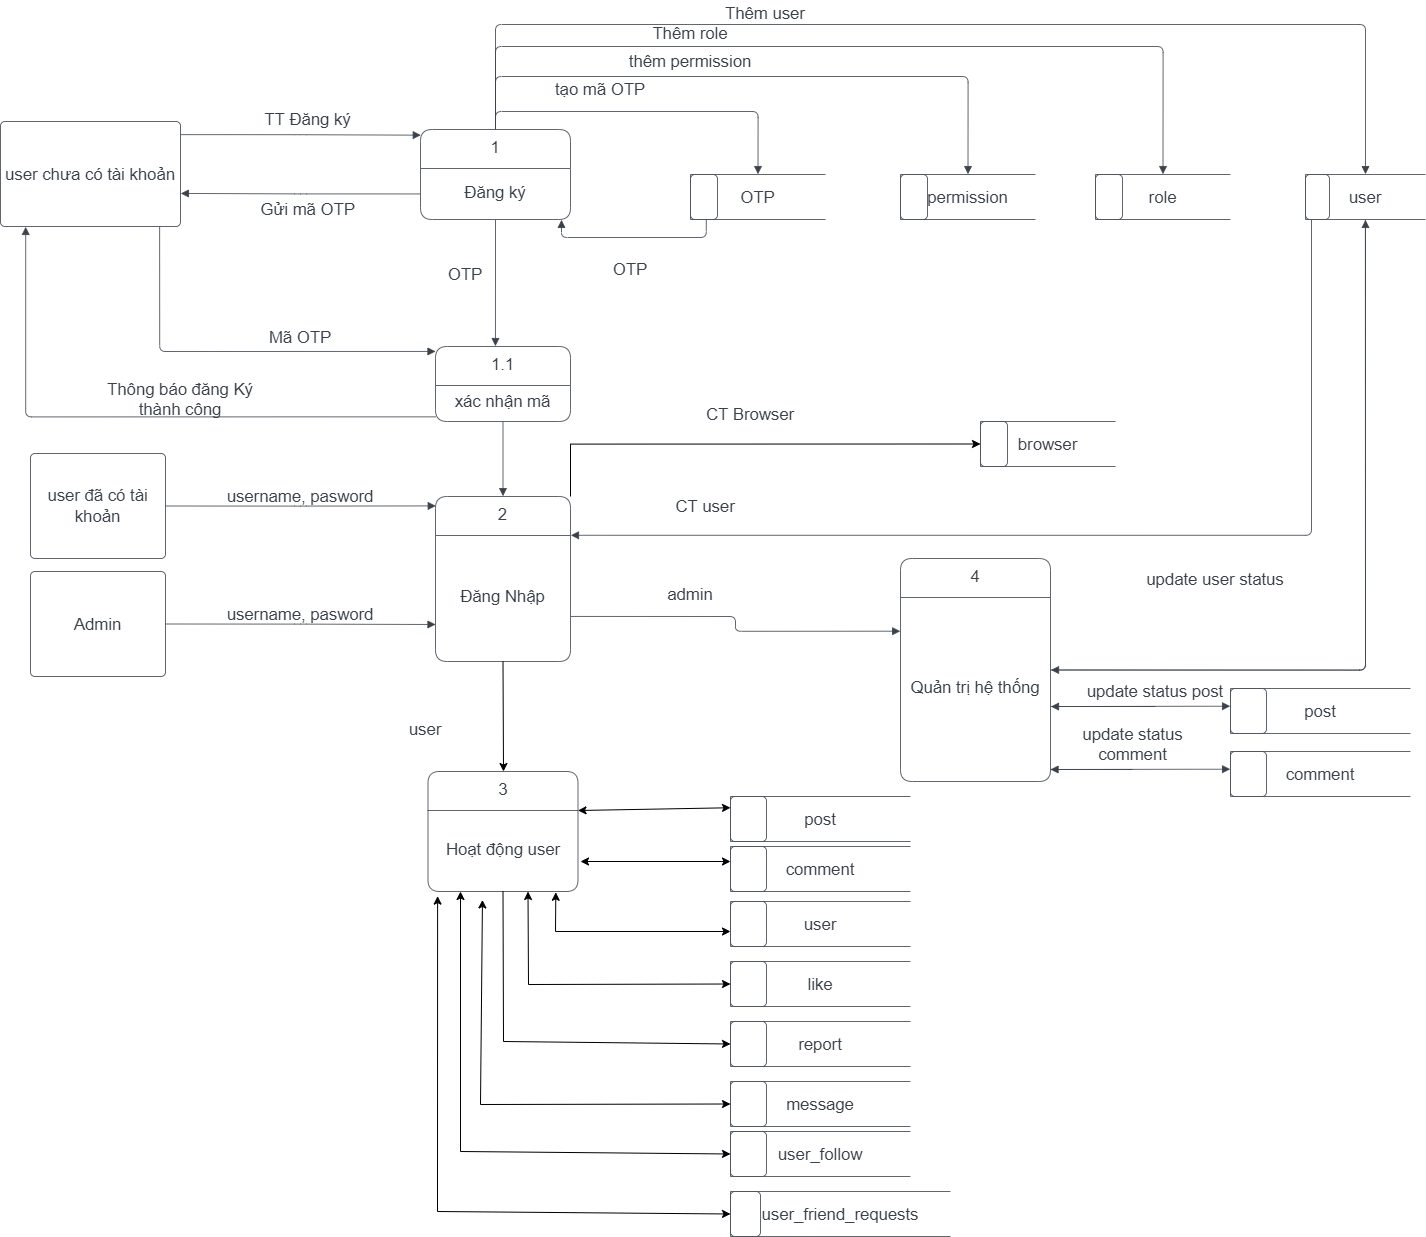 Thêm user
Thêm role
thêm permission
tạo mã OTP
TT Đăng ký
1
user chưa có tài khoản
Đăng ký
OTP
permission
role
user
Gửi mã OTP
OTP
OTP
Mã OTP
1.1
xác nhận mã
Thông báo đăng Ký
thành công
CT Browser
browser
user đã có tài
khoản
username, pasword
2
CT user
Đăng Nhập
Admin
username, pasword
admin
4
update user status
Quản trị hệ thống
update status post
post
update status
comment
comment
user
3
Hoạt động user
post
comment
user
like
report
message
user_follow
user_friend_requests